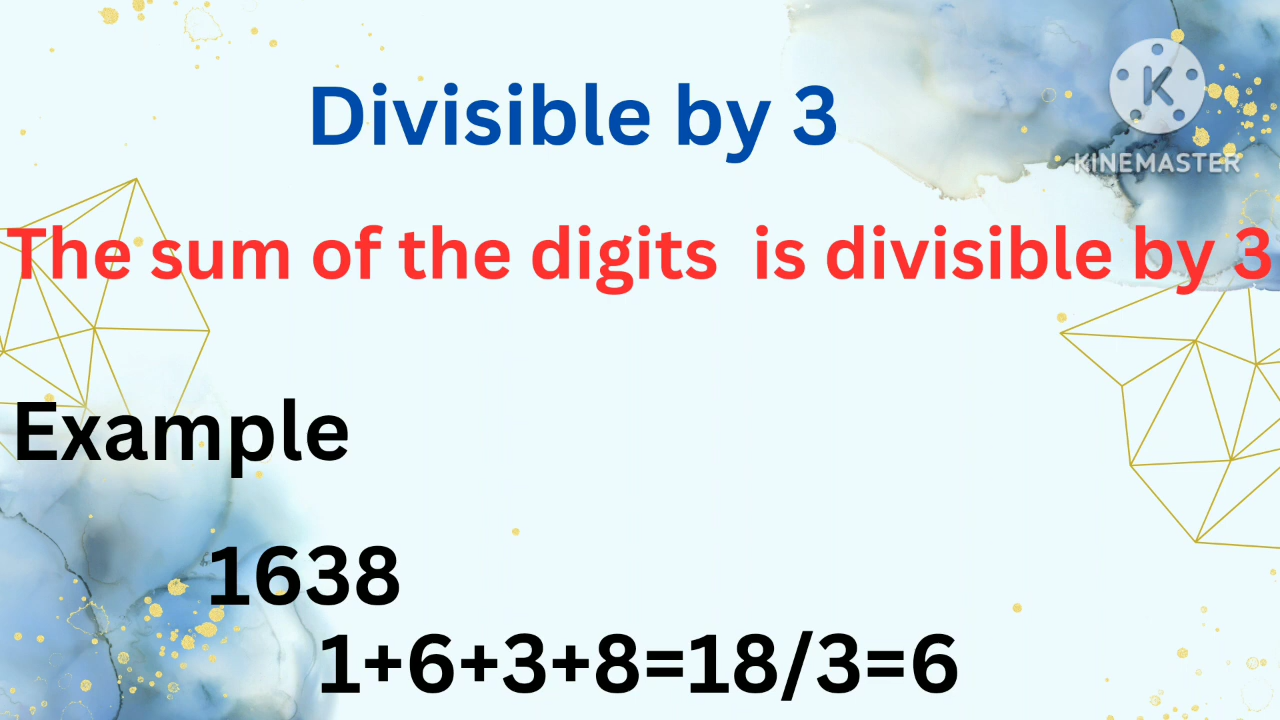 Divisible by 3
K
KINEMASTER
The sum of the digits is divisible by 3
Example
1638
1+6+3+8=18/3=6